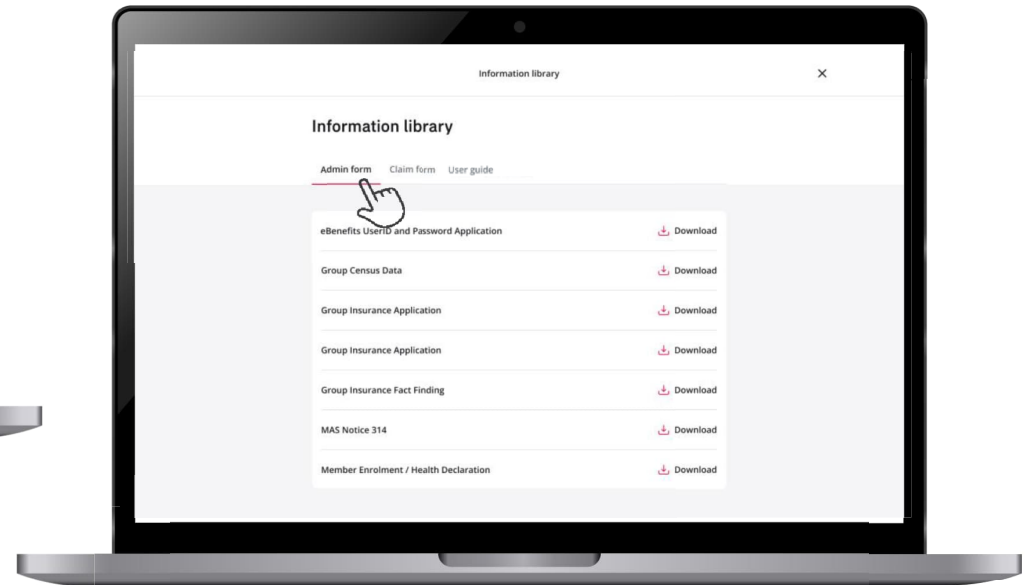 Information library
Information library
Admin form Claim form User guide
eBenefits UserID and Password Application Download
Group Census Data Download
Group Insurance Application Download
Group Insurance Application Download
Group Insurance Fact Finding Download
MAS Notice 314 Download
Member Enrolment / Health Declaration Download